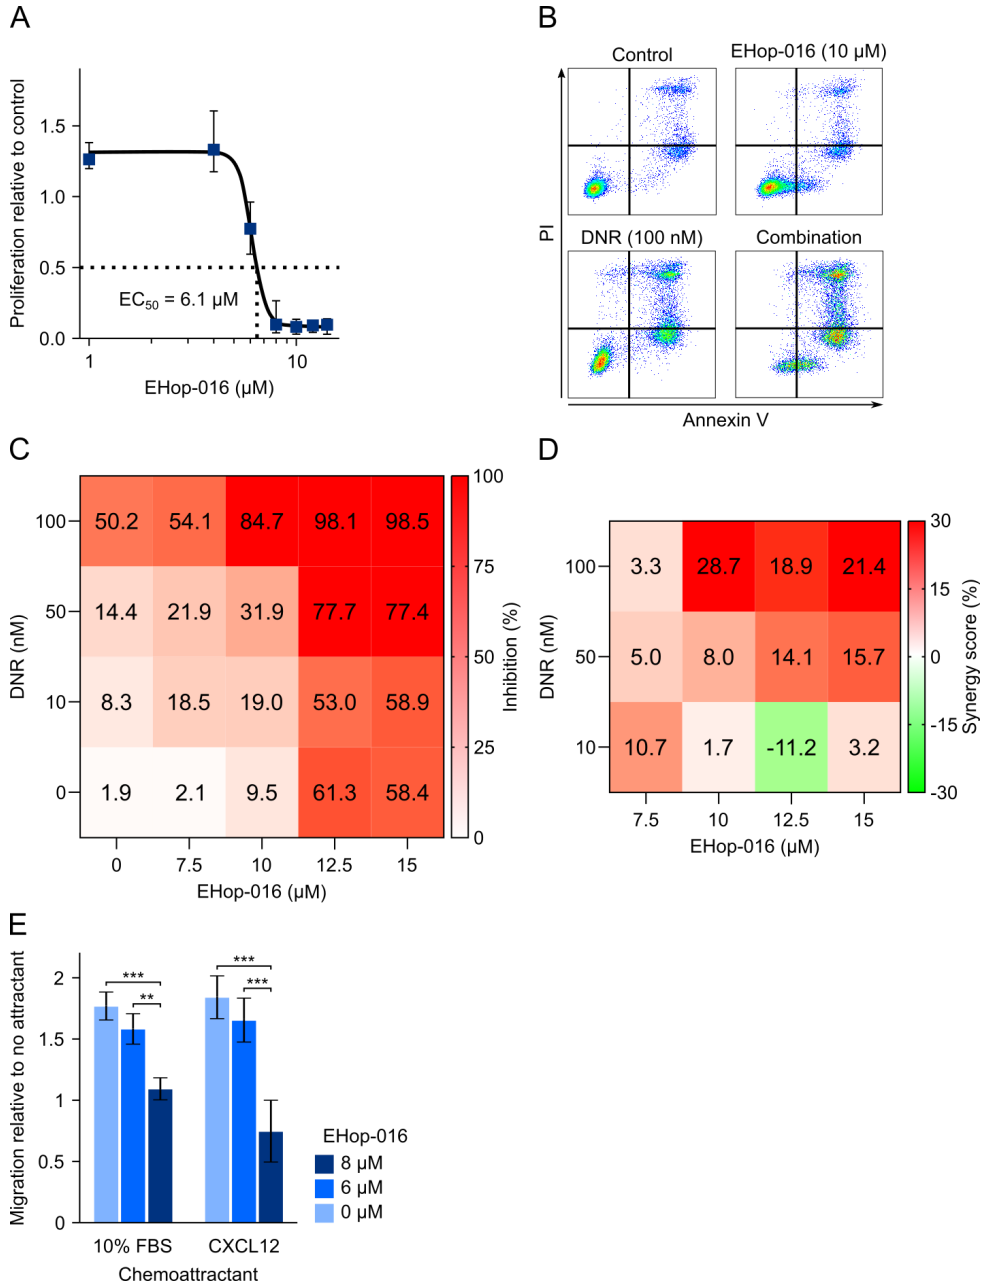 A
Proliferation relative to control
1.5
1.0
0.5
0.0
EC50 = 6.1 µM
1
10
EHop-016 (µM)
B
Control
EHop-016 (10 µM)
DNR (100 nM)
Combination
PI
Annexin V
C
DNR (nM)
100
50.2 54.1 84.7 98.1 98.5
50
14.4 21.9 31.9 77.7 77.4
10
8.3 18.5 19.0 53.0 58.9
0
1.9 2.1 9.5 61.3 58.4
0 7.5 10 12.5 15
EHop-016 (µM)
100
75
50
25
0
Inhibition (%)
D
DNR (nM)
100
3.3 28.7 18.9 21.4
50
5.0 8.0 14.1 15.7
10
10.7 1.7 -11.2 3.2
7.5 10 12.5 15
EHop-016 (µM)
30
15
0
-15
-30
Synergy score (%)
E
Migration relative to no attractant
2
1.5
1
0.5
0
***
**
***
***
10% FBS
CXCL12
Chemoattractant
EHop-016
8 µM
6 µM
0 µM